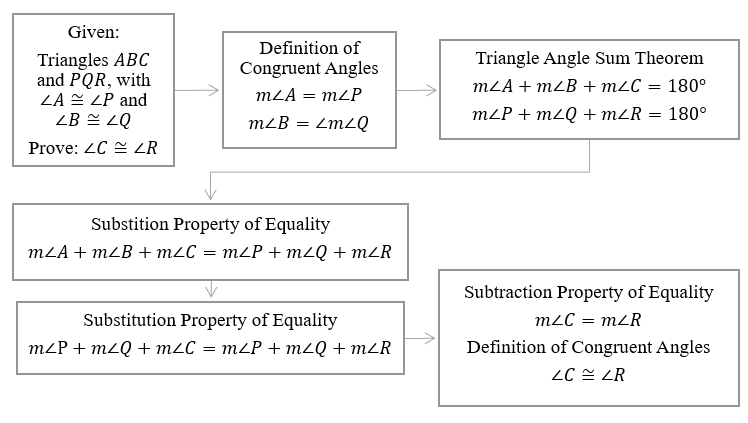 Given:
Triangles ABC
and PQR, with
∠A ≅ ∠P and
∠B ≅ ∠Q
Prove: ∠C ≅ ∠R
Definition of
Congruent Angles
m∠A = m∠P
m∠B = ∠m∠Q
Triangle Angle Sum Theorem
m∠A + m∠B + m∠C = 180°
m∠P + m∠Q + m∠R = 180°
Substition Property of Equality
m∠A + m∠B + m∠C = m∠P + m∠Q + m∠R
Substitution Property of Equality
m∠P + m∠Q + m∠C = m∠P + m∠Q + m∠R
Subtraction Property of Equality
m∠C = m∠R
Definition of Congruent Angles
∠C ≅ ∠R